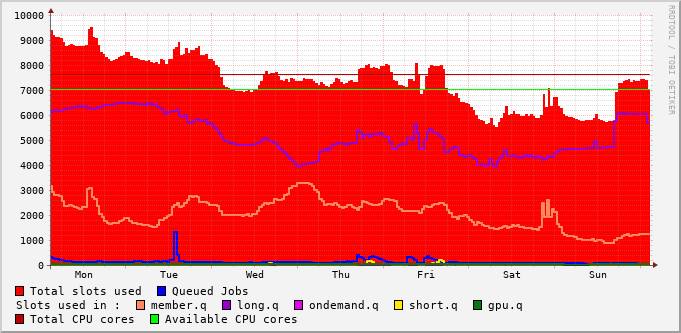 RRDTOOL / TOBI OETIKER
10000
9000
8000
7000
6000
5000
4000
3000
2000
1000
0
Mon Tue Wed Thu Fri Sat Sun
Total slots used Queued Jobs
Slots used in : member.q long.q ondemand.q short.q gpu.q
Total CPU cores Available CPU cores